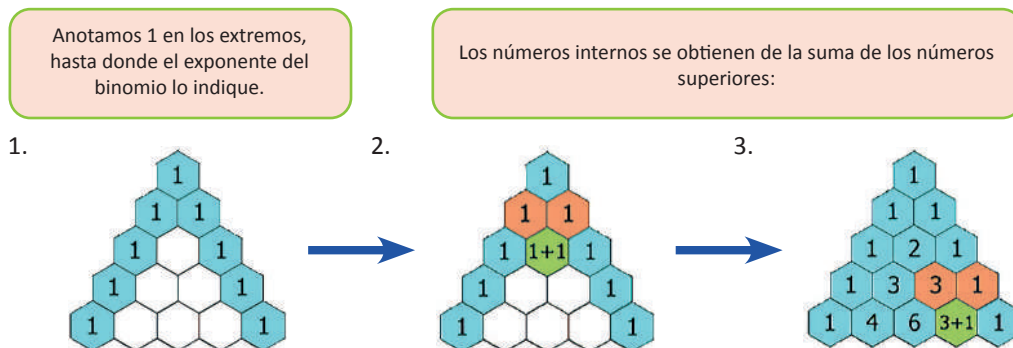 Anotamos 1 en los extremos,
hasta donde el exponente del
binomio lo indique.
Los números internos se obtienen de la suma de los números
superiores:
1.
1
1 1
1 1
1 1
1 1
2.
1
1 1
1 1+1 1
1 1
1 1
3.
1
1 1
1 2 1
1 3 3 1
1 4 6 3+1 1